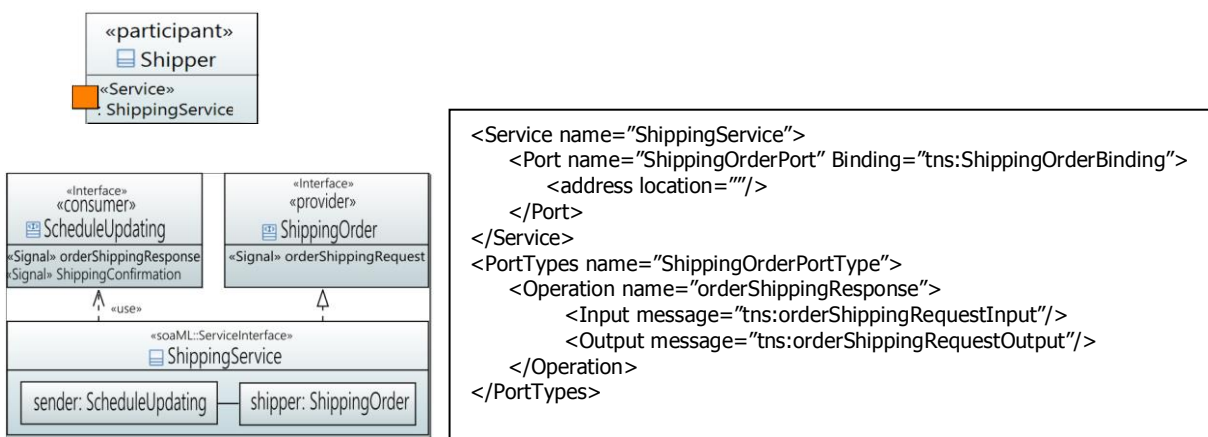 «participant»
Shipper
«Service»
: ShippingService
«Interface»
«consumer»
ScheduleUpdating
«Signal» orderShippingResponse
«Signal» ShippingConfirmation
«Interface»
«provider»
ShippingOrder
«Signal» orderShippingRequest
«use»
«soaML::ServiceInterface»
ShippingService
sender: ScheduleUpdating
shipper: ShippingOrder
<Service name=”ShippingService”>
<Port name=”ShippingOrderPort” Binding=”tns:ShippingOrderBinding”>
<address location=””/>
</Port>
</Service>
<PortTypes name=”ShippingOrderPortType”>
<Operation name=”orderShippingResponse”>
<Input message=”tns:orderShippingRequestInput”/>
<Output message=”tns:orderShippingRequestOutput”/>
</Operation>
</PortTypes>